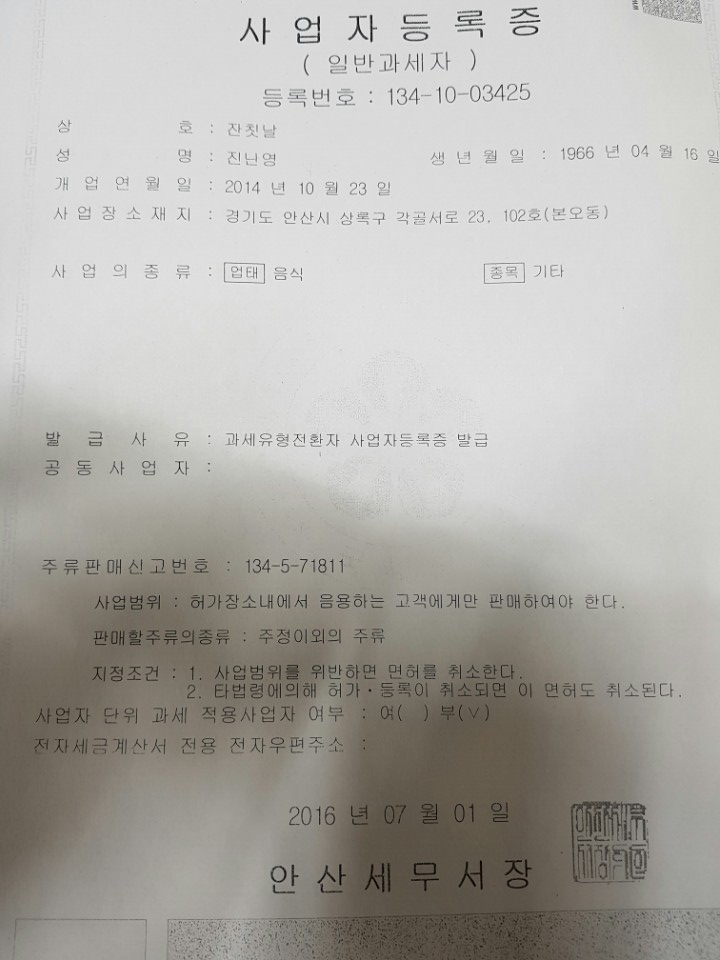 사업자등록증
( 일반과세자 )
등록번호 : 134-10-03425
상 호 : 잔칫날
성 명 : 진난영 생년월일 : 1966 년 04 월 16 일
개업연월일 : 2014 년 10 월 23 일
사업장소재지 : 경기도 안산시 상록구 각골서로 23, 102호(본오동)
사업의종류 : 업태 음식 종목 기타
발급사유 : 과세유형전환자 사업자등록증 발급
공동사업자 :
주류판매신고번호 : 134-5-71811
사업범위 : 허가장소내에서 음용하는 고객에게만 판매하여야 한다.
판매할주류의종류 : 주정이외의 주류
지정조건 : 1. 사업범위를 위반하면 면허를 취소한다.
2. 타법령에의해 허가·등록이 취소되면 이 면허도 취소된다.
사업자 단위 과세 적용사업자 여부 : 여( ) 부(∨)
전자세금계산서 전용 전자우편주소 :
2016 년 07 월 01 일
안산세무서장